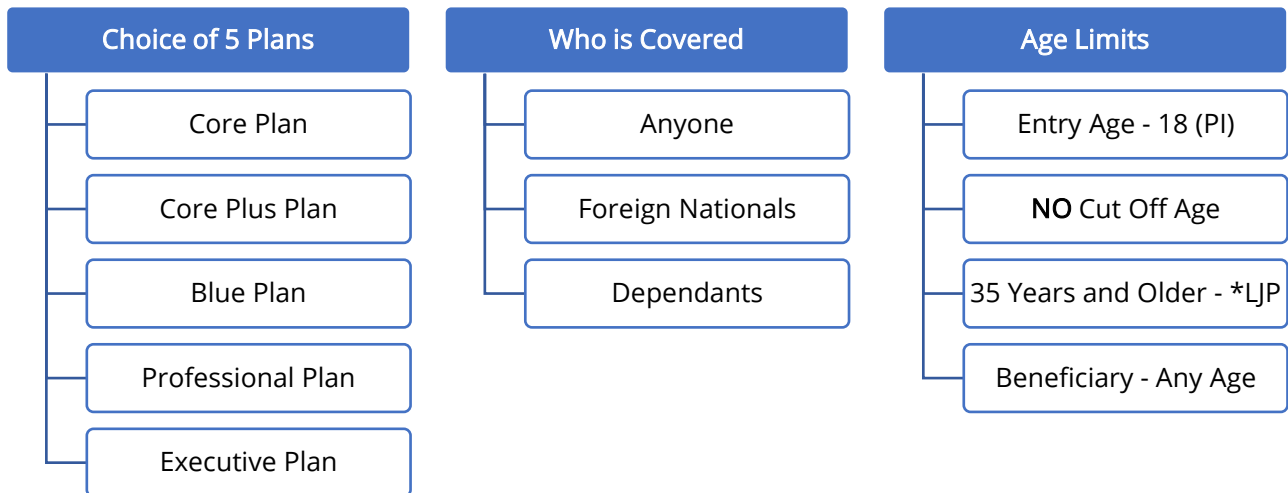 Choice of 5 Plans
Core Plan
Core Plus Plan
Blue Plan
Professional Plan
Executive Plan
Who is Covered
Anyone
Foreign Nationals
Dependants
Age Limits
Entry Age - 18 (PI)
NO Cut Off Age
35 Years and Older - *LJP
Beneficiary - Any Age